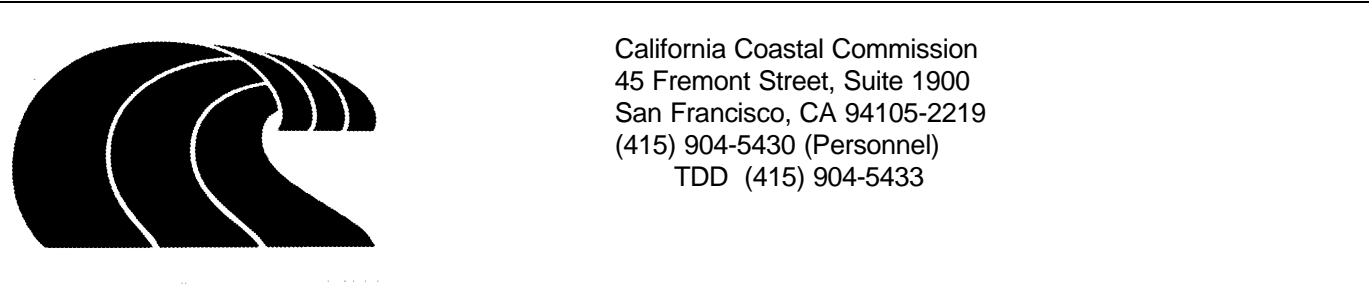 California Coastal Commission
45 Fremont Street, Suite 1900
San Francisco, CA 94105-2219
(415) 904-5430 (Personnel)
TDD (415) 904-5433